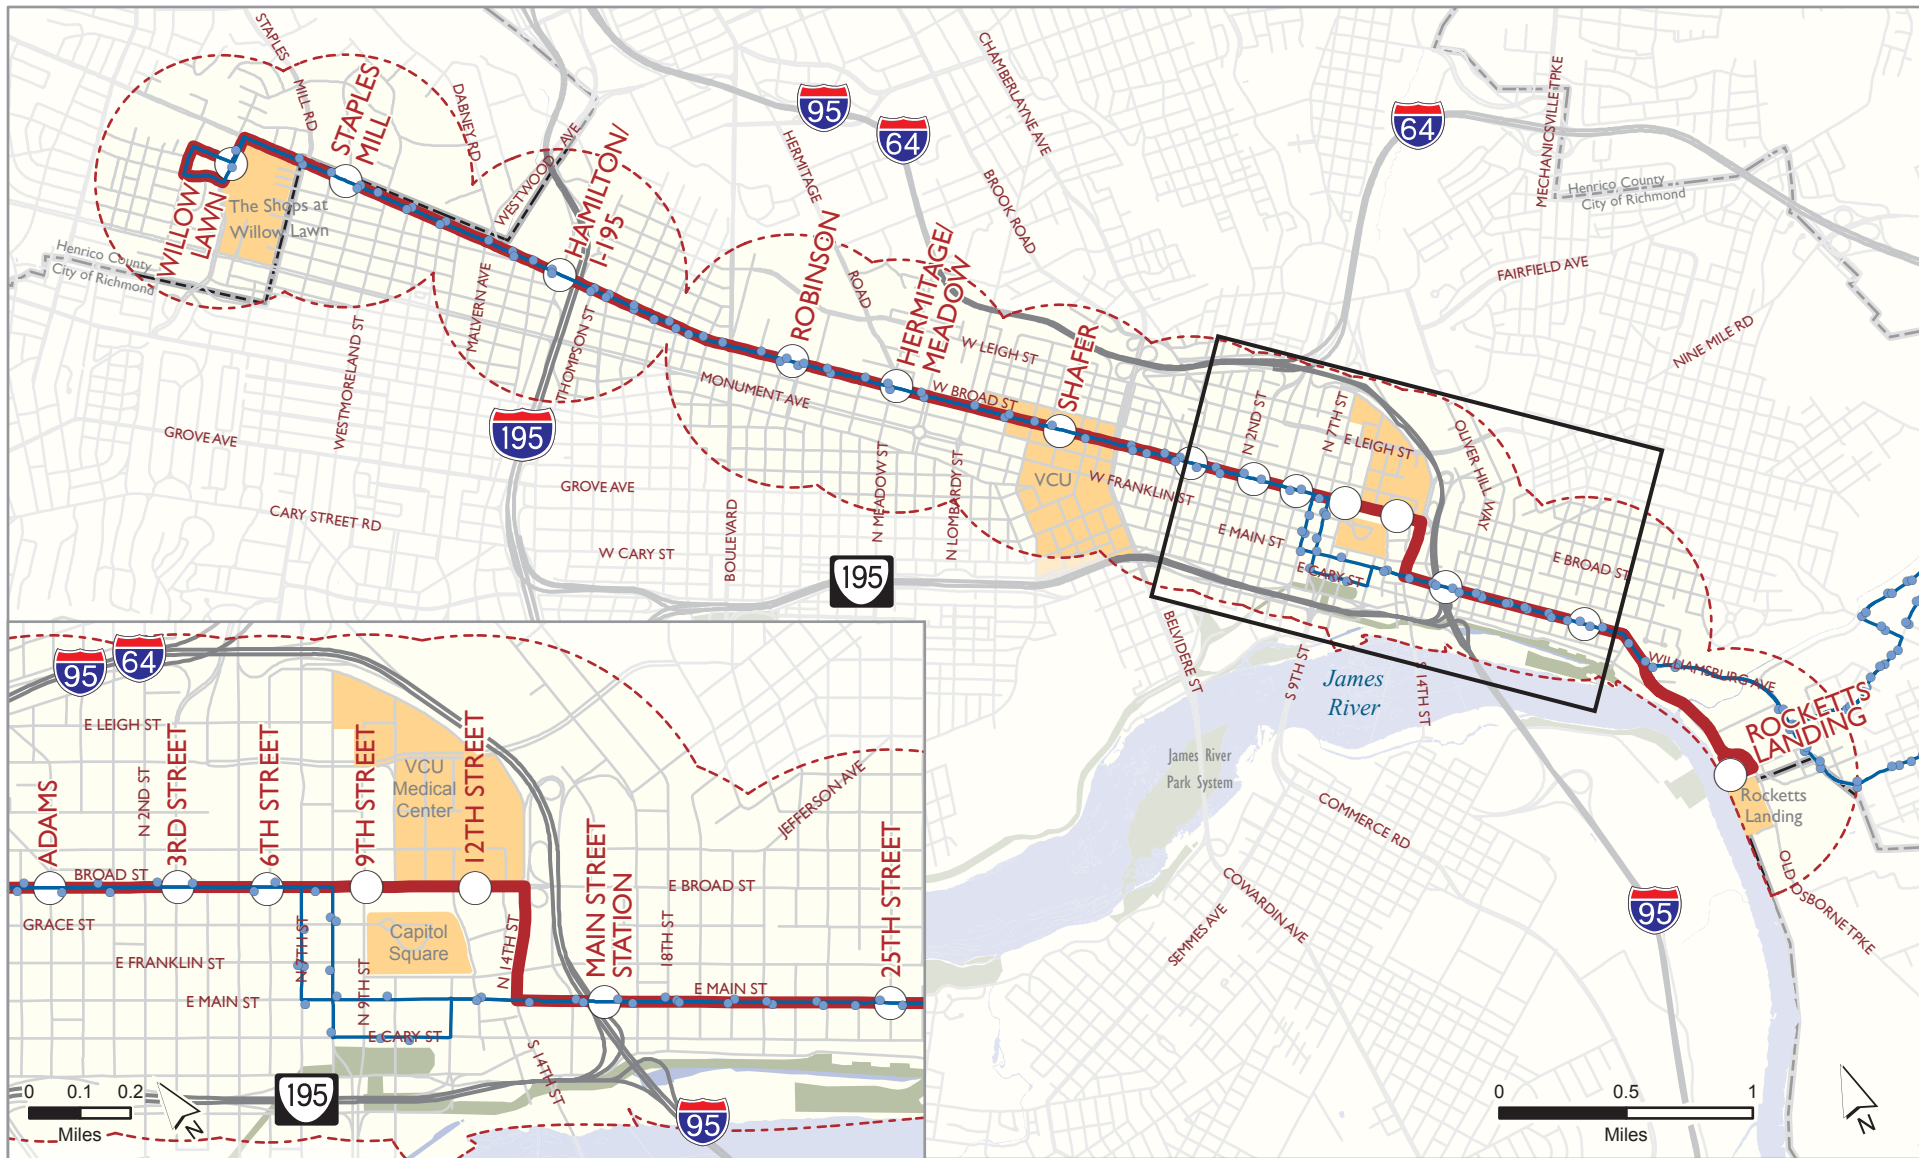 STAPLES
MILL RD
STAPLES
MILL
DABNEY RD
WESTWOOD AVE
HAMILTON/
I-195
95
64
HERMITAGE
ROAD
CHAMBERLAYNE AVE
BROOK ROAD
64
MECHANICSVILLE TPKE
Henrico County
City of Richmond
FAIRFIELD AVE
NINE MILE RD
WILLOW
LAWN
The Shops at
Willow Lawn
Henrico County
City of Richmond
MALVERN AVE
WESTMORELAND ST
THOMPSON ST
ROBINSON
HERMITAGE/
MEADOW
W LEIGH ST
SHAFER
W BROAD ST
MONUMENT AVE
GROVE AVE
195
GROVE AVE
CARY STREET RD
W CARY ST
BOULEVARD
N MEADOW ST
N LOMBARDY ST
195
VCU
W FRANKLIN ST
N 2ND ST
N 7TH ST
E LEIGH ST
OLIVER HILL WAY
E MAIN ST
E CARY ST
E BROAD ST
BELVIDERE ST
S 9TH ST
S 14TH ST
James
River
James River
Park System
WILLIAMSBURG AVE
ROCKETTS
LANDING
Rocketts
Landing
OLD OSBORNE TPKE
COMMERCE RD
COWARDIN AVE
SEMMES AVE
95
0 0.5 1
Miles
N
95
64
E LEIGH ST
ADAMS
N 2ND ST
3RD STREET
6TH STREET
9TH STREET
VCU
Medical
Center
12TH STREET
JEFFERSON AVE
BROAD ST
E BROAD ST
GRACE ST
E FRANKLIN ST
N 7TH ST
Capitol
Square
N 9TH ST
N 14TH ST
MAIN STREET
STATION
18TH ST
25TH STREET
E MAIN ST
E MAIN ST
E CARY ST
S 14TH ST
195
95
0 0.1 0.2
Miles
N